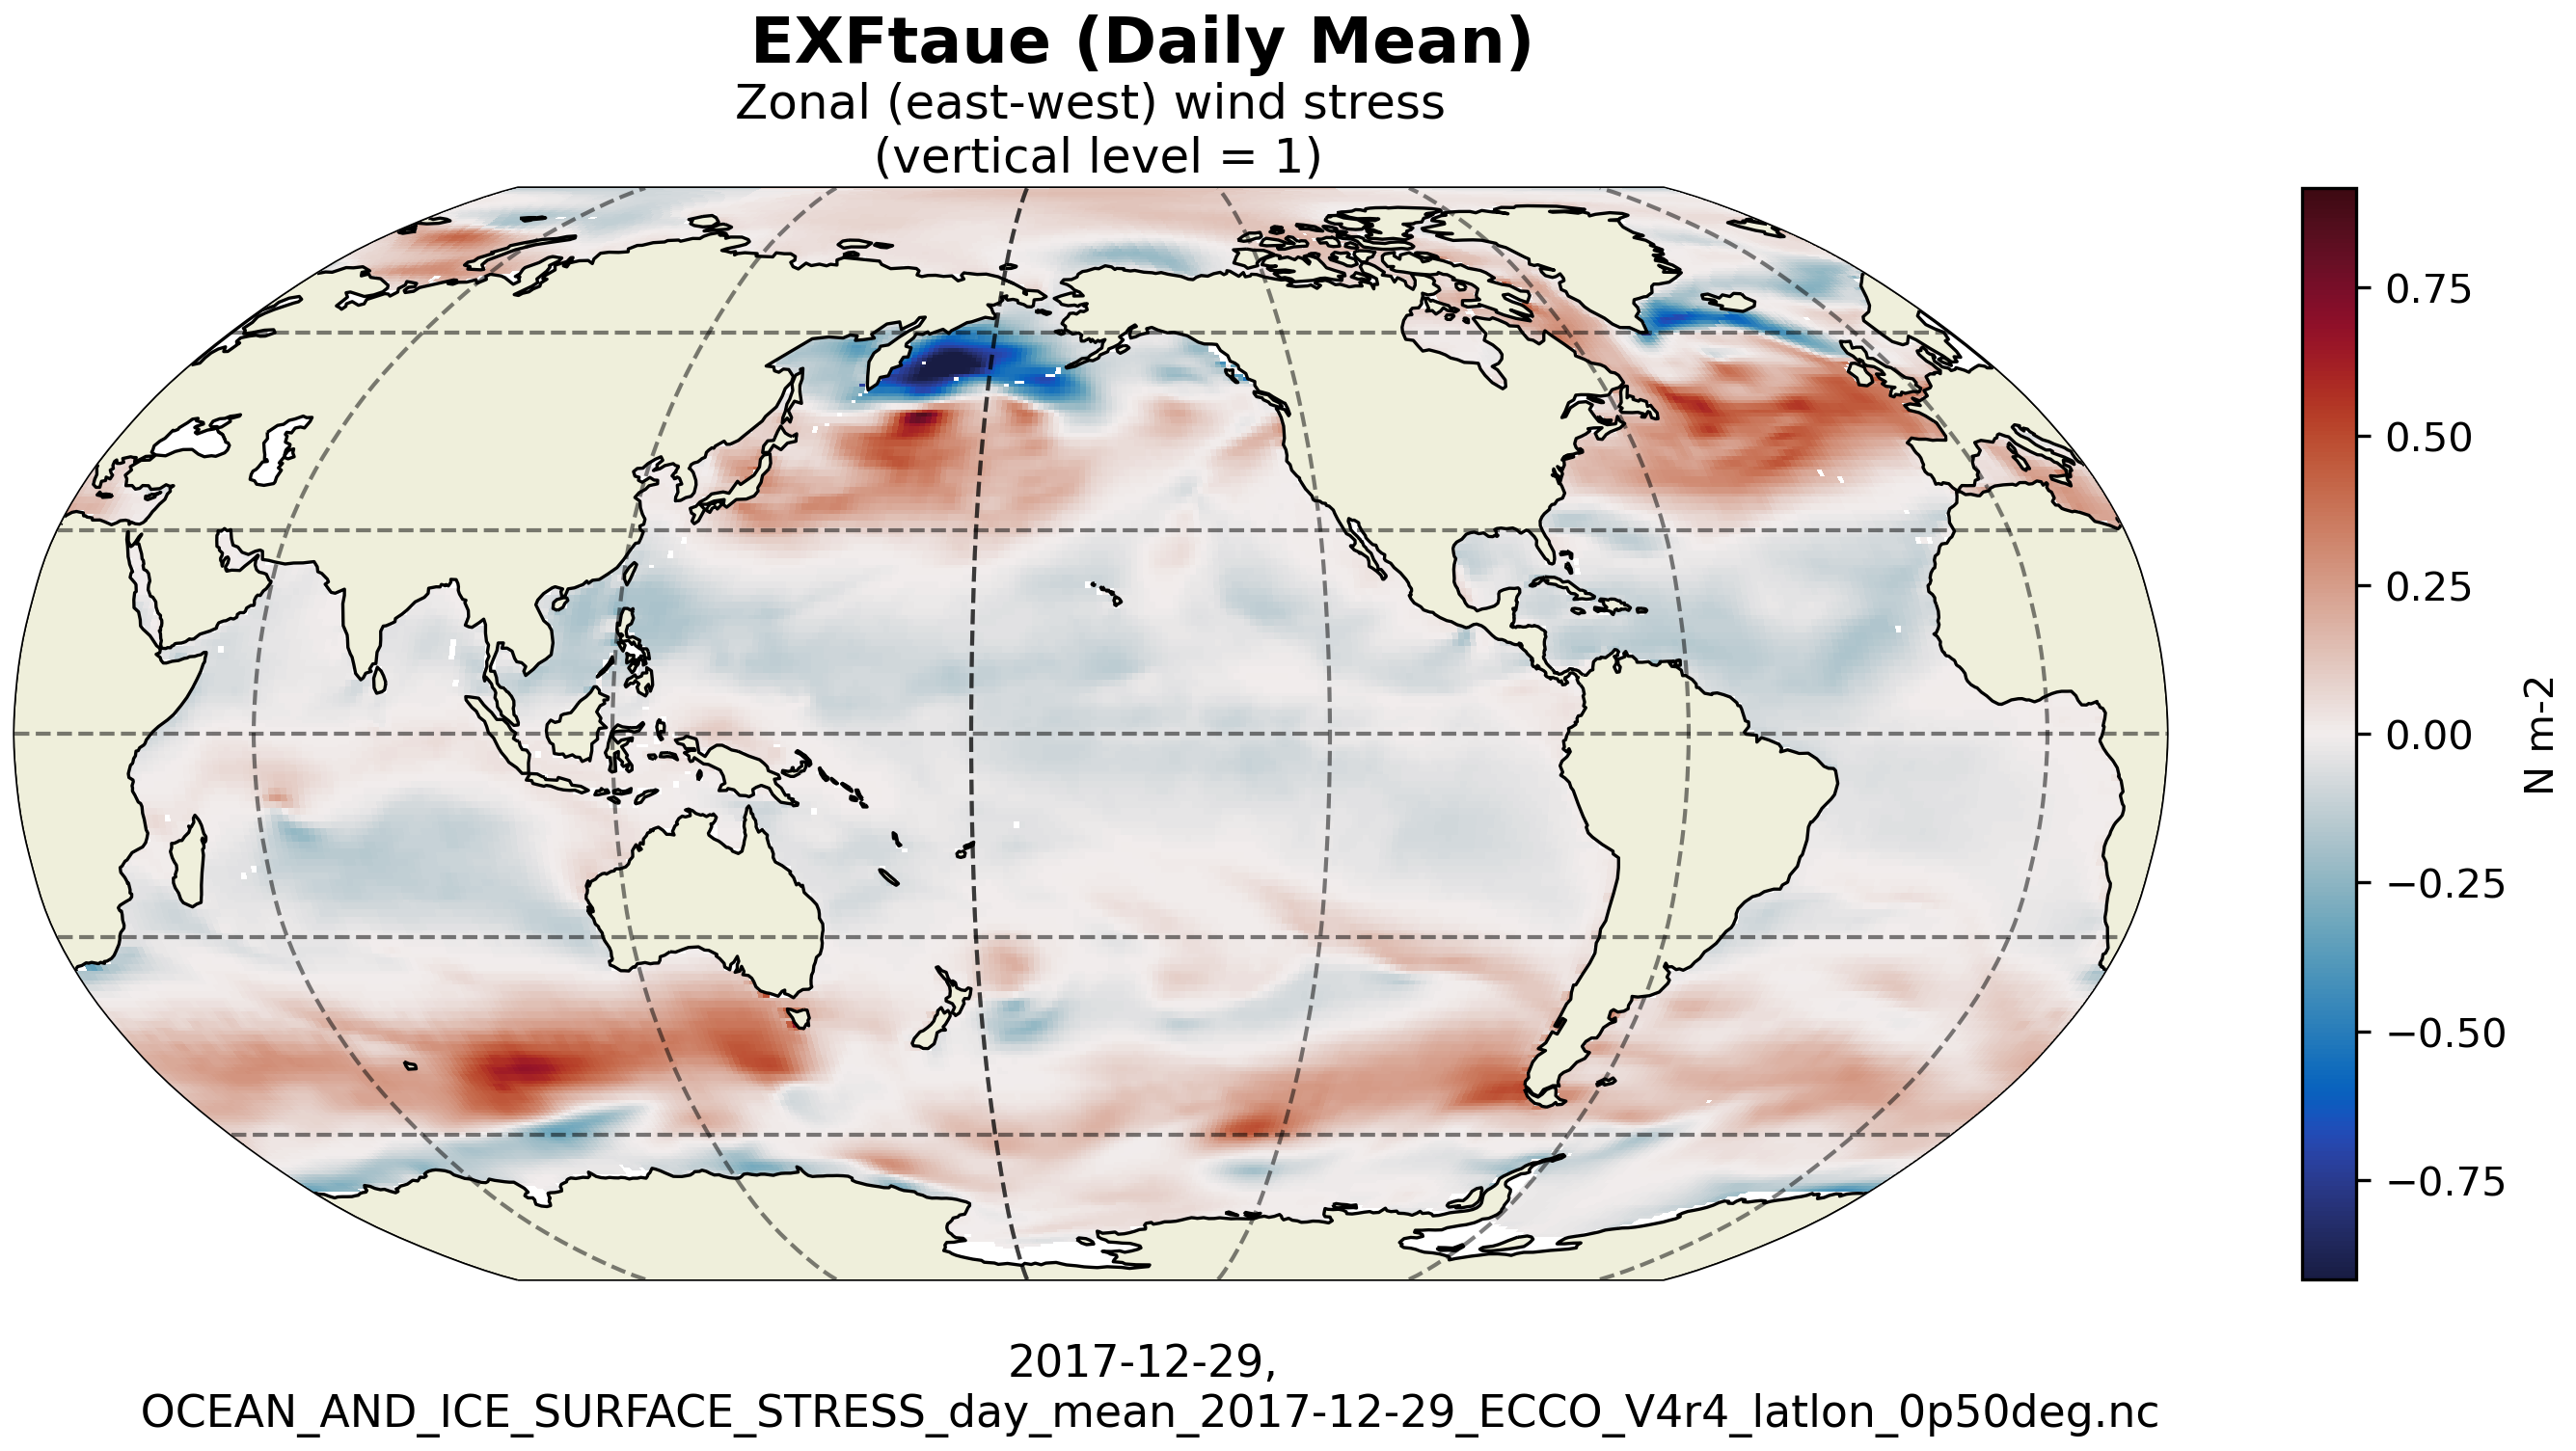 EXFtaue (Daily Mean)
Zonal (east-west) wind stress
(vertical level = 1)
0.75
0.50
0.25
0.00
−0.25
−0.50
−0.75
N m-2
2017-12-29,
OCEAN_AND_ICE_SURFACE_STRESS_day_mean_2017-12-29_ECCO_V4r4_latlon_0p50deg.nc